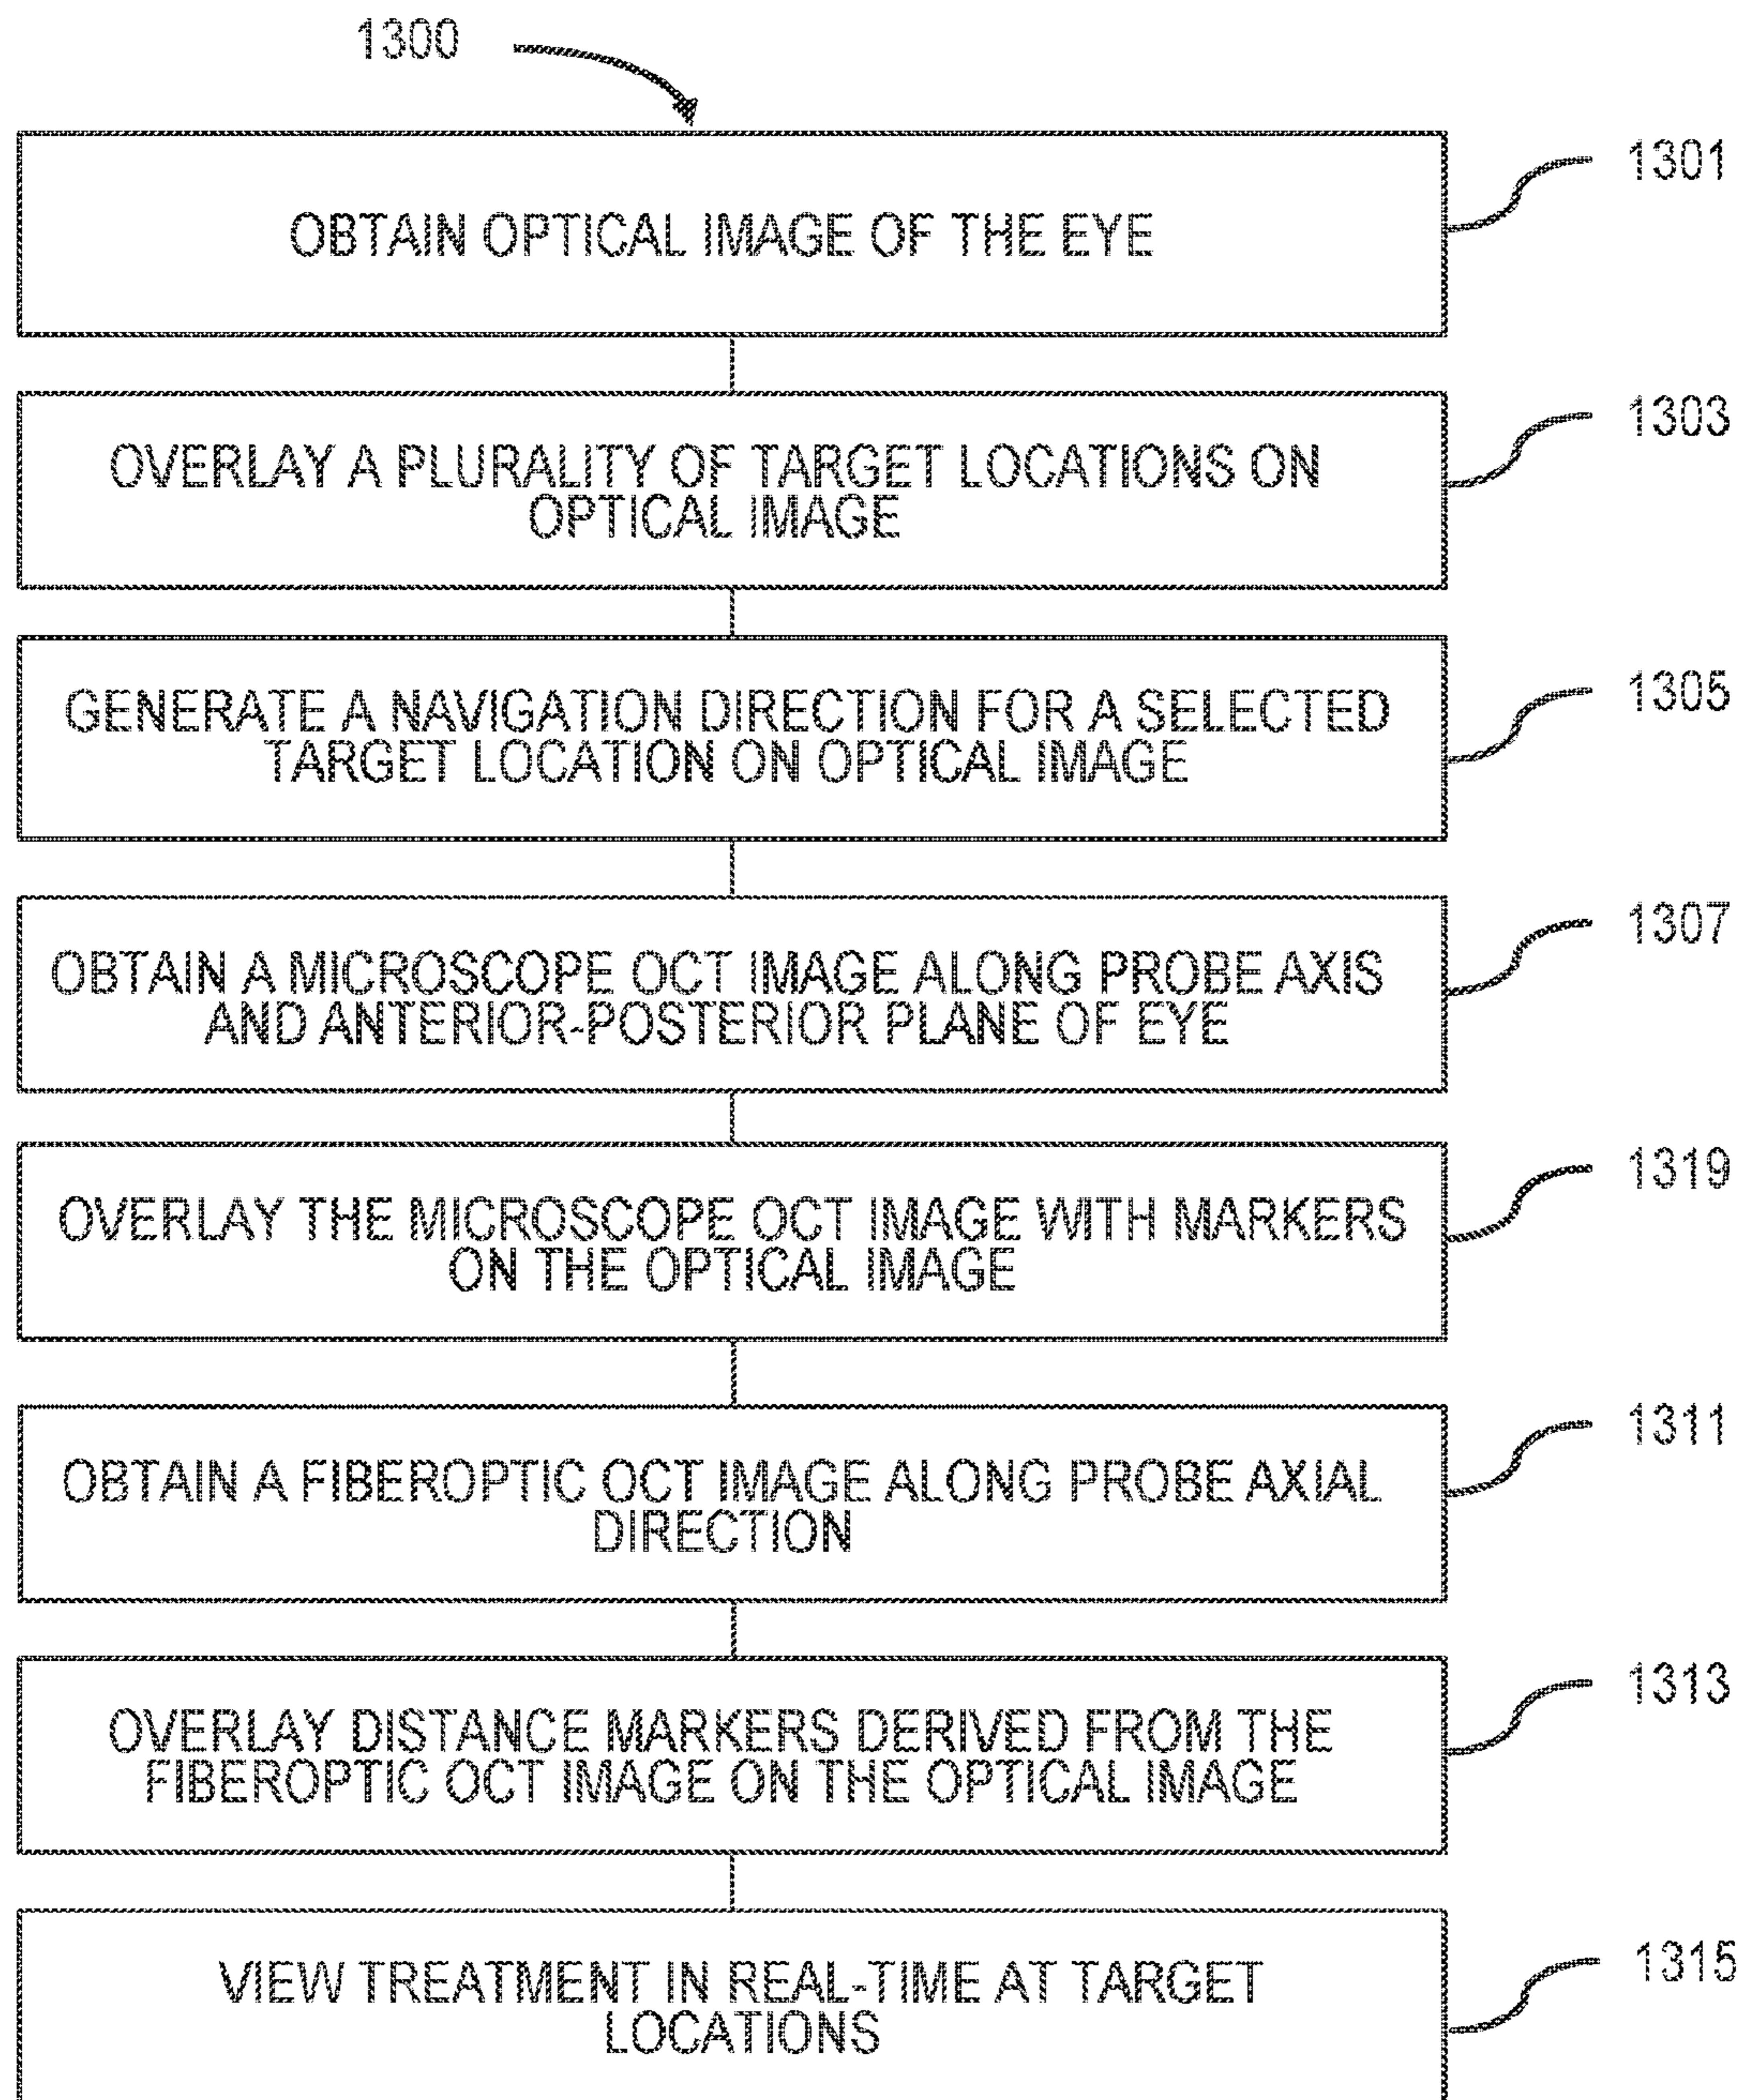 1300
OBTAIN OPTICAL IMAGE OF THE EYE
1301
OVERLAY A PLURALITY OF TARGET LOCATIONS ON
OPTICAL IMAGE
1303
GENERATE A NAVIGATION DIRECTION FOR A SELECTED
TARGET LOCATION ON OPTICAL IMAGE
1305
OBTAIN A MICROSCOPE OCT IMAGE ALONG PROBE AXIS
AND ANTERIOR-POSTERIOR PLANE OF EYE
1307
OVERLAY THE MICROSCOPE OCT IMAGE WITH MARKERS
ON THE OPTICAL IMAGE
1319
OBTAIN A FIBEROPTIC OCT IMAGE ALONG PROBE AXIAL
DIRECTION
1311
OVERLAY DISTANCE MARKERS DERIVED FROM THE
FIBEROPTIC OCT IMAGE ON THE OPTICAL IMAGE
1313
VIEW TREATMENT IN REAL-TIME AT TARGET
LOCATIONS
1315